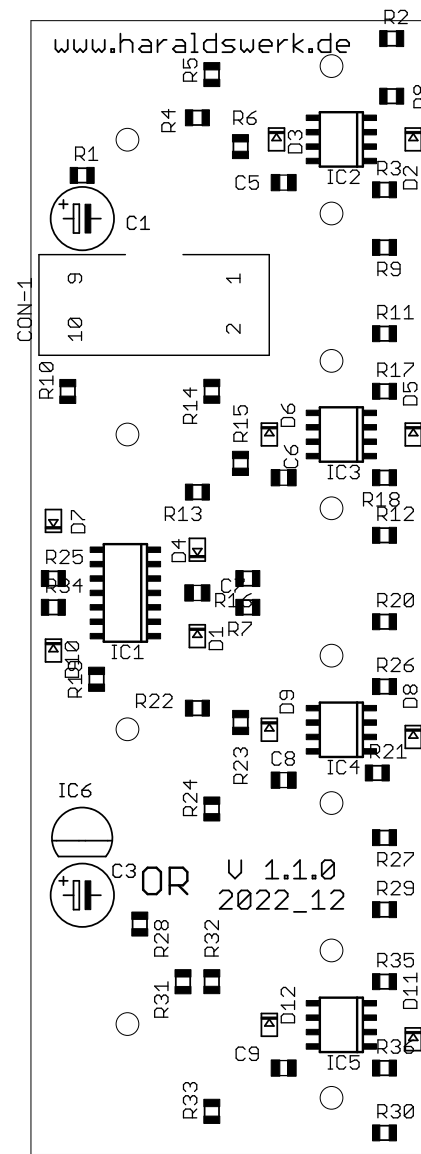 R2
www.haraldswerk.de
R5
D8
R4
R6
D3
IC2
D2
R1
C5
R3
C1
R9
CON-1
9
1
10
2
R11
R10
R14
R17
D5
D6
R15
C6
IC3
R18
R13
R12
D7
D4
R25
C7
R34
R16
R20
R7
D1
IC1
D10
R19
R26
R22
D9
D8
R23
C8
IC4
R21
R24
IC6
R27
C3
OR
V 1.1.0
2022_12
R29
R28
R32
R31
R35
D12
D11
C9
IC5
R36
R33
R30